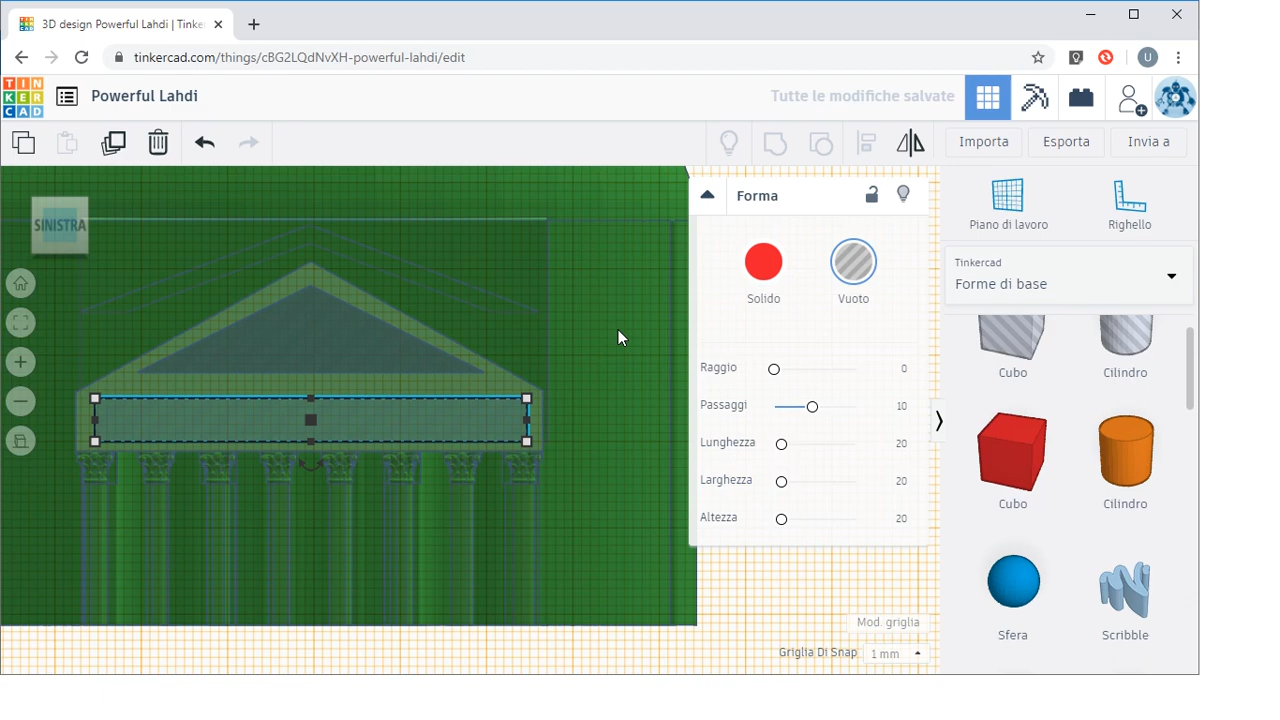 3D design Powerful Lahdi | Tinke
tinkercad.com/things/cBG2LQdNvXH-powerful-lahdi/edit
U
TIN
KER
CAD
Powerful Lahdi
Tutte le modifiche salvate
Importa
Esporta
Invia a
SINISTRA
Forma
Solido
Vuoto
Raggio 0
Passaggi 10
Lunghezza 20
Larghezza 20
Altezza 20
Mod. griglia
Griglia Di Snap 1 mm
Piano di lavoro
Righello
Tinkercad
Forme di base
Cubo
Cilindro
Cubo
Cilindro
Sfera
Scribble